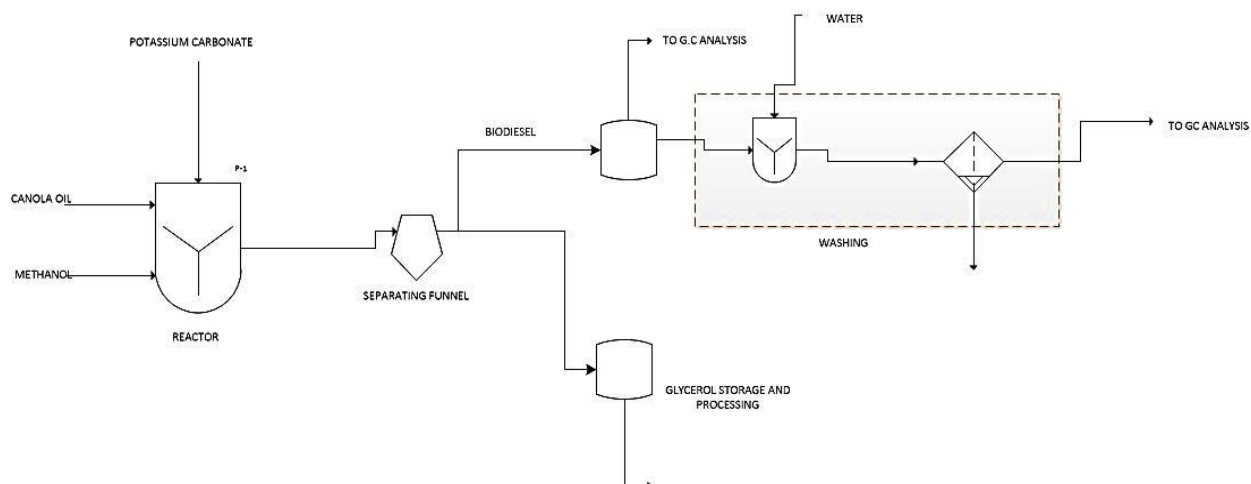 WATER
TO G.C ANALYSIS
POTASSIUM CARBONATE
BIODIESEL
TO GC ANALYSIS
P-1
CANOLA OIL
WASHING
METHANOL
SEPARATING FUNNEL
REACTOR
GLYCEROL STORAGE AND
PROCESSING